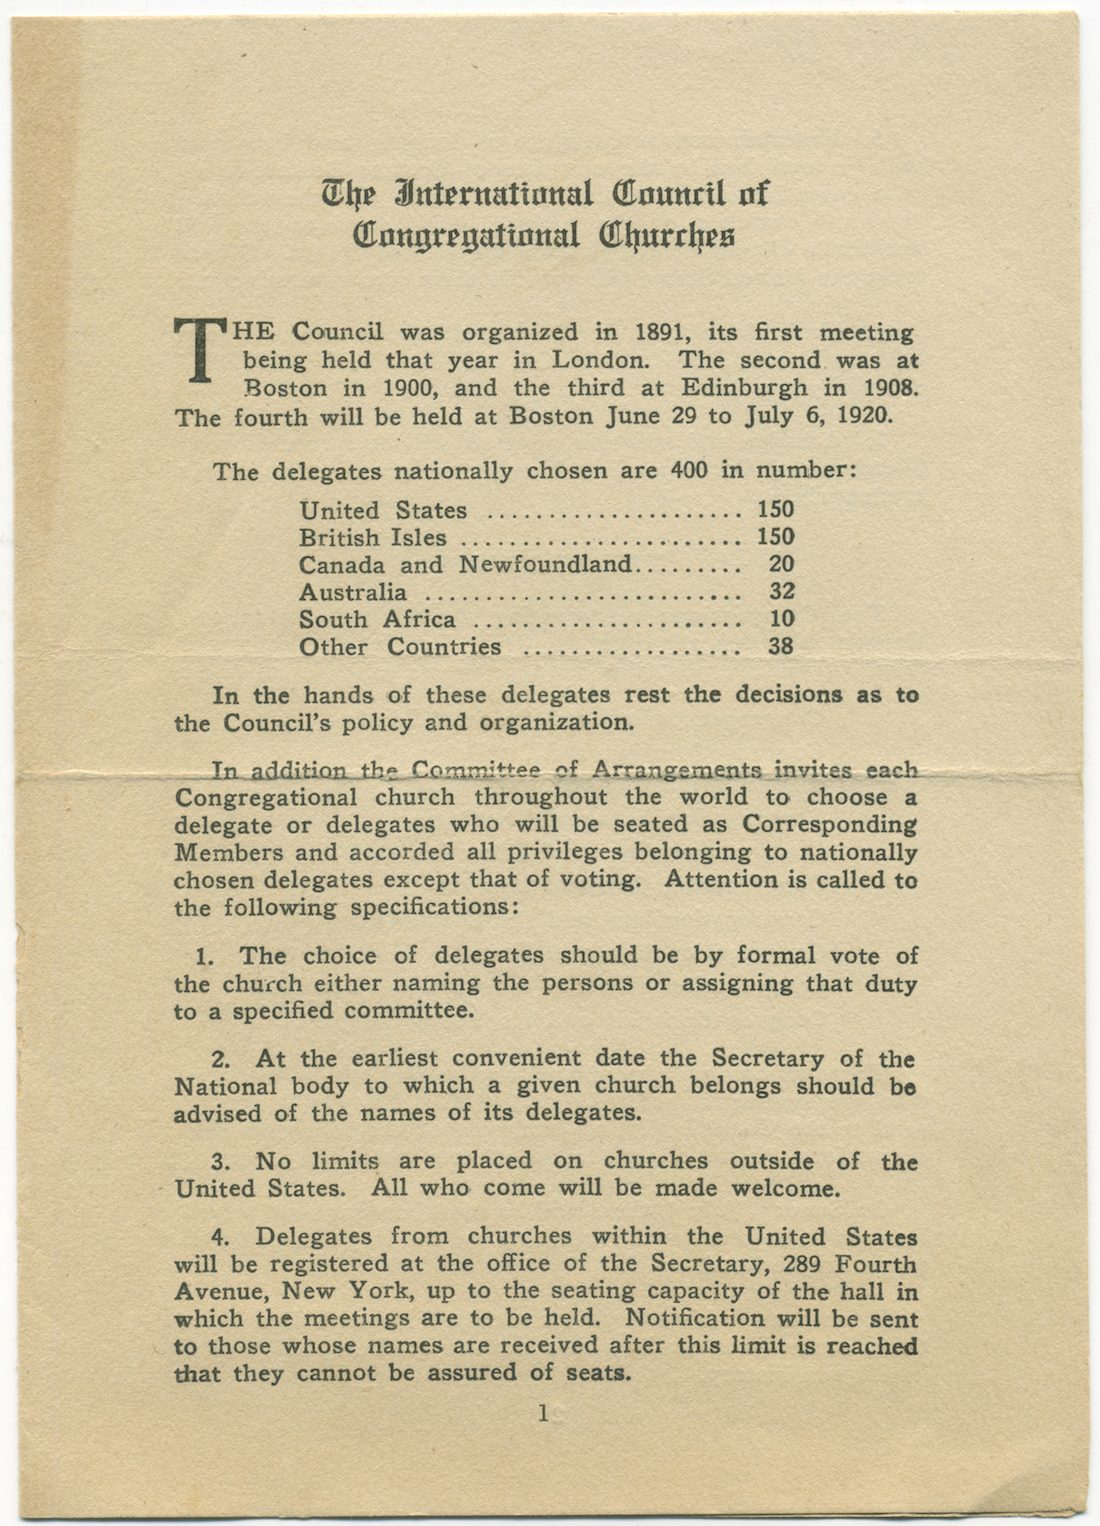 The International Council of
Congregational Churches
THE Council was organized in 1891, its first meeting
being held that year in London. The second was at
Boston in 1900, and the third at Edinburgh in 1908.
The fourth will be held at Boston June 29 to July 6, 1920.
The delegates nationally chosen are 400 in number:
United States ..................... 150
British Isles ....................... 150
Canada and Newfoundland......... 20
Australia .......................... 32
South Africa ...................... 10
Other Countries .................. 38
In the hands of these delegates rest the decisions as to
the Council's policy and organization.
In addition the Committee of Arrangements invites each
Congregational church throughout the world to choose a
delegate or delegates who will be seated as Corresponding
Members and accorded all privileges belonging to nationally
chosen delegates except that of voting. Attention is called to
the following specifications:
1. The choice of delegates should be by formal vote of
the church either naming the persons or assigning that duty
to a specified committee.
2. At the earliest convenient date the Secretary of the
National body to which a given church belongs should be
advised of the names of its delegates.
3. No limits are placed on churches outside of the
United States. All who come will be made welcome.
4. Delegates from churches within the United States
will be registered at the office of the Secretary, 289 Fourth
Avenue, New York, up to the seating capacity of the hall in
which the meetings are to be held. Notification will be sent
to those whose names are received after this limit is reached
that they cannot be assured of seats.
1